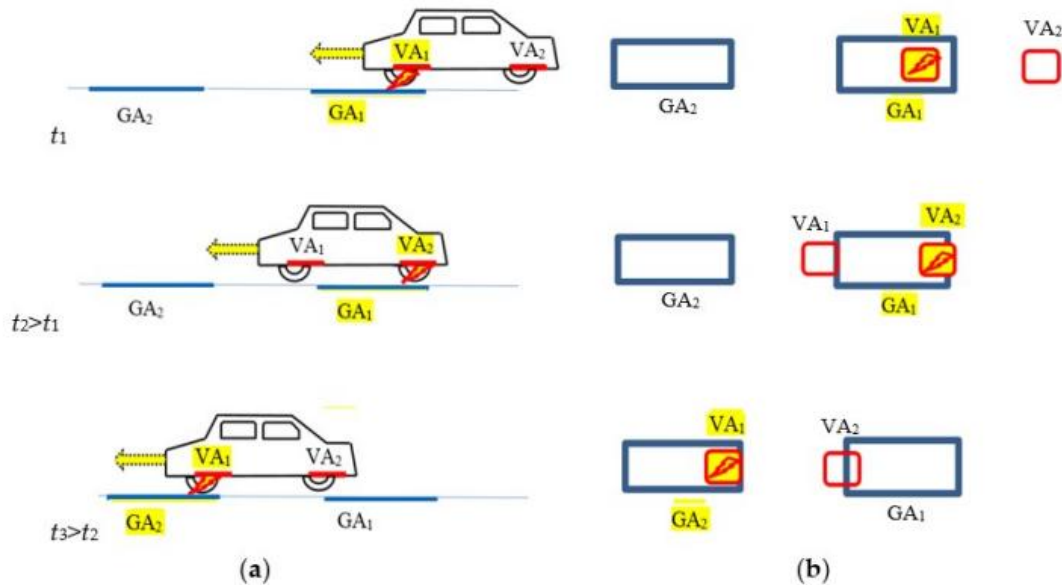 VA₁ VA₂ VA₁ VA₂
GA₂ GA₁ GA₂ GA₁
t₁
VA₁ VA₂ VA₁ VA₂
GA₂ GA₁ GA₂ GA₁
t₂>t₁
VA₁ VA₂ VA₁ VA₂
GA₂ GA₁ GA₂ GA₁
t₃>t₂
(a) (b)